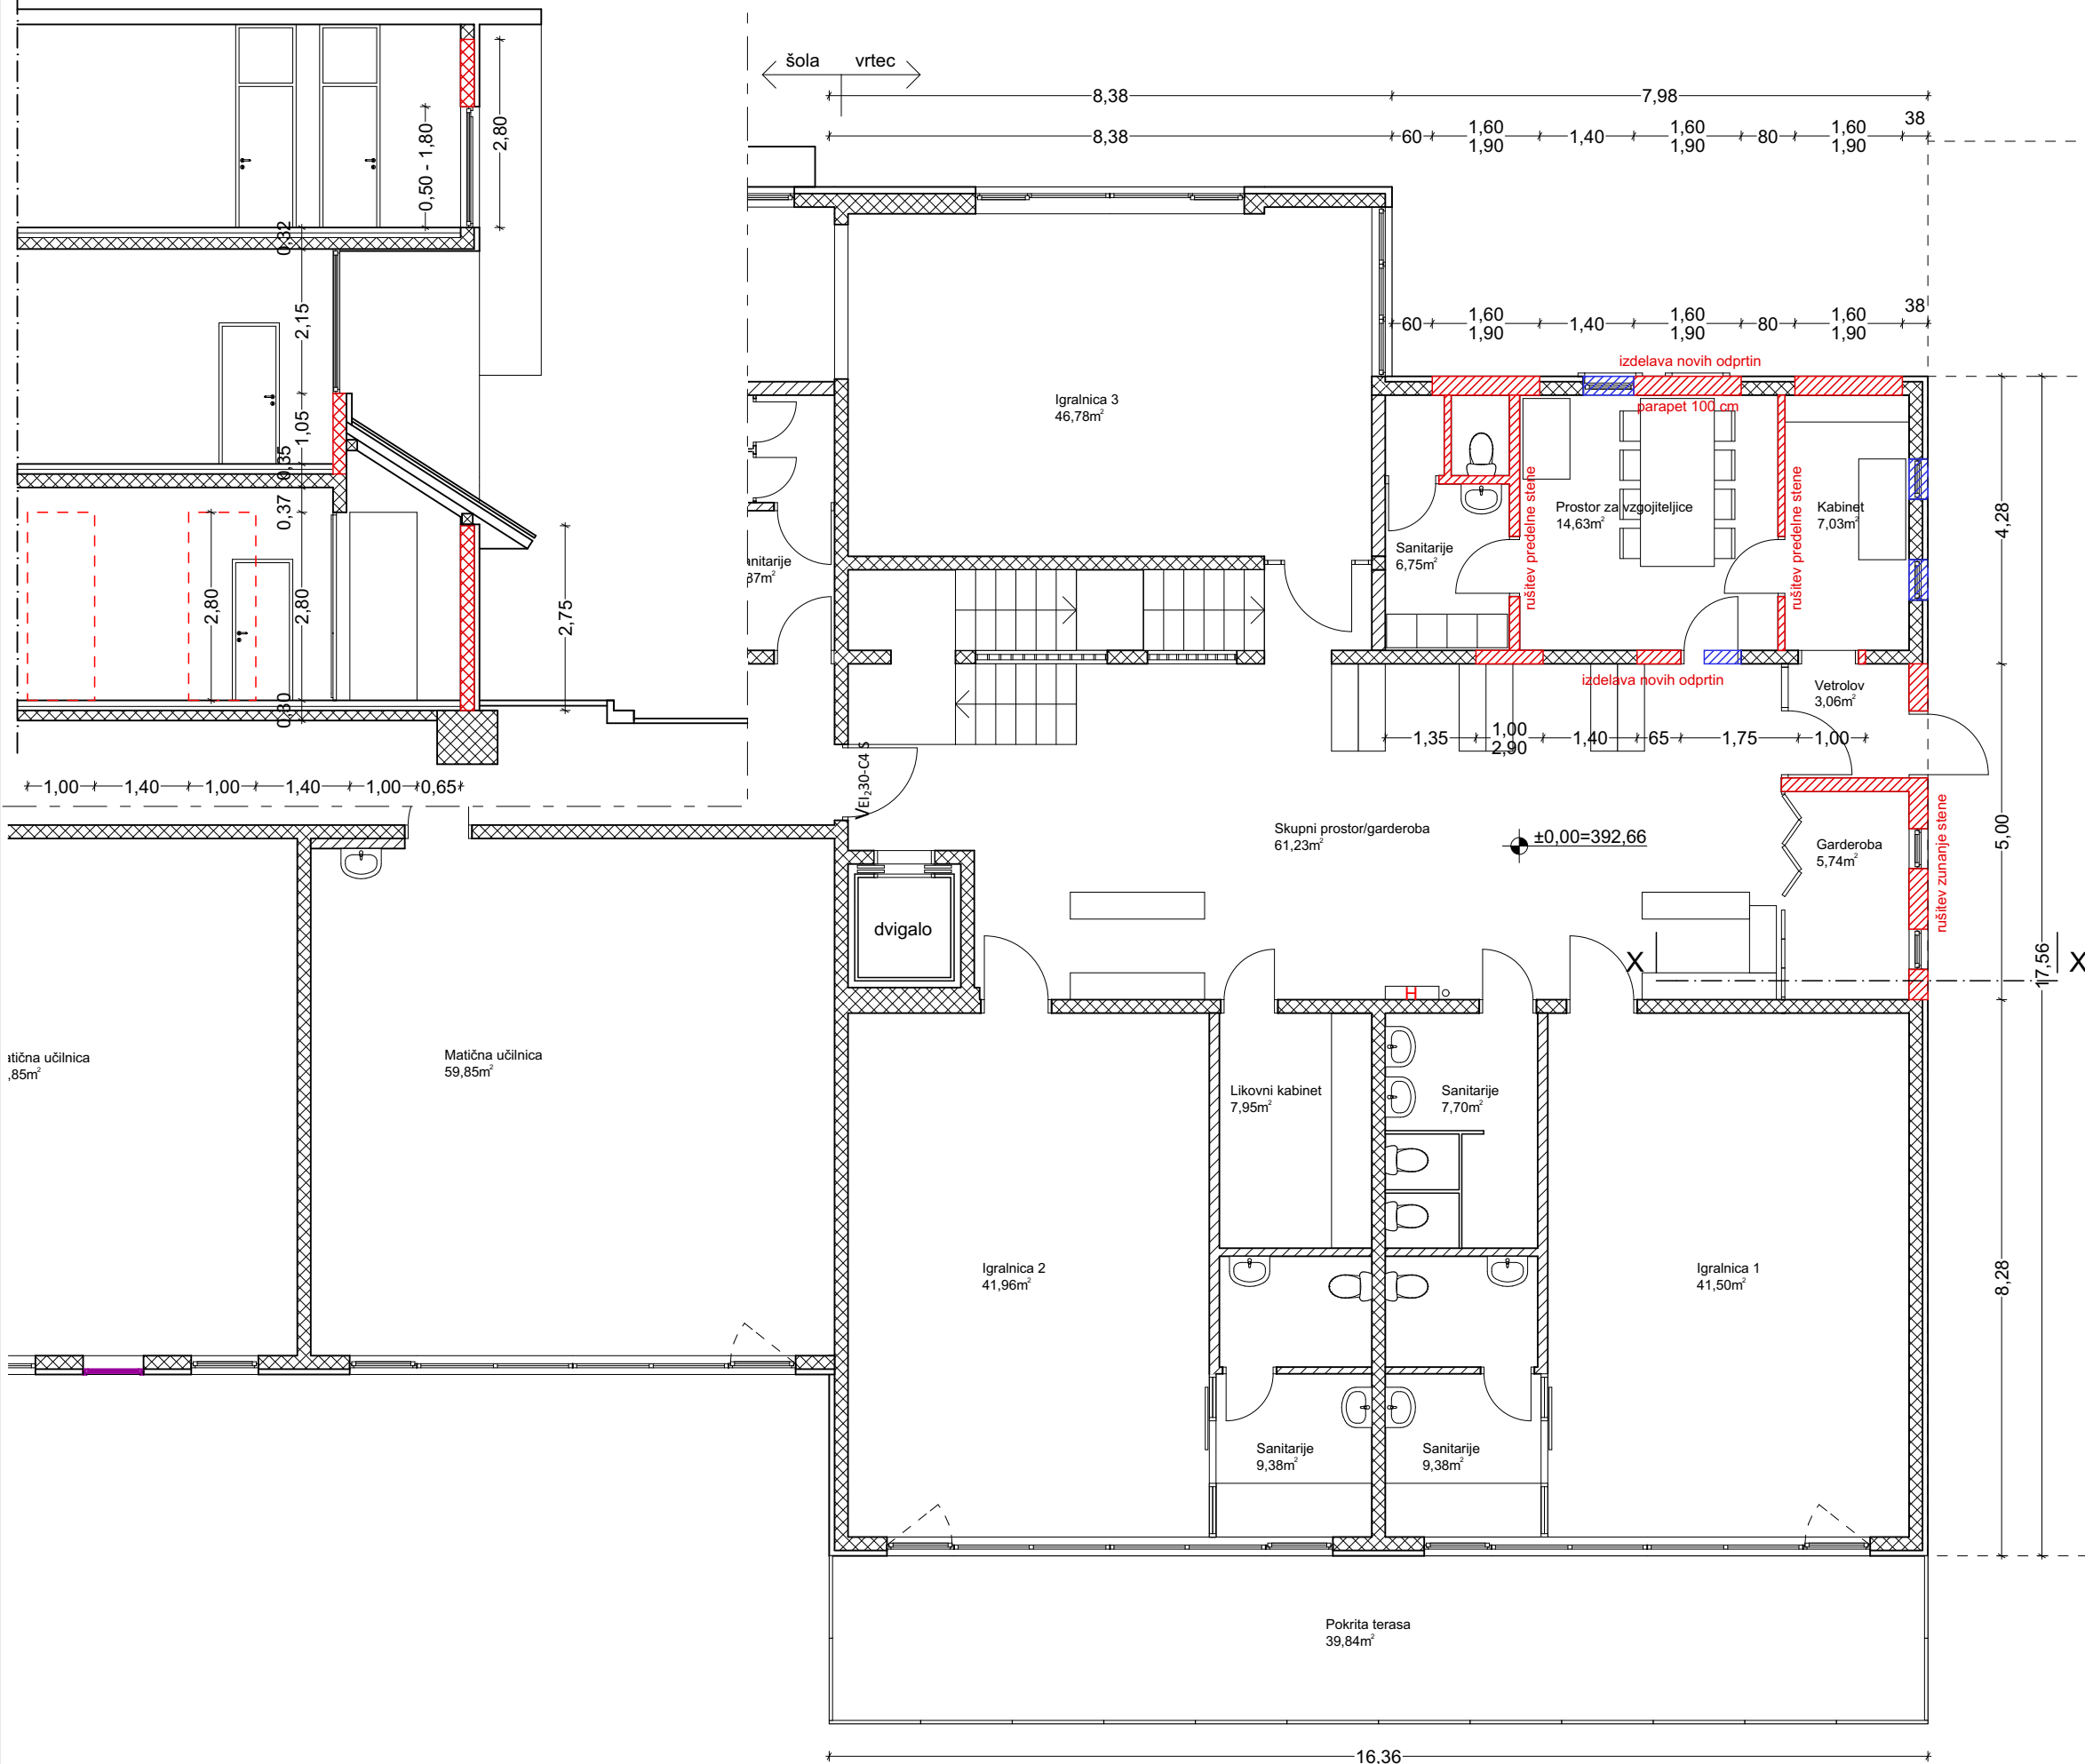 šola vrtec
8,38 7,98
8,38 60 1,60 1,40 1,60 80 1,60 38
1,90 1,90 1,90
0,50 - 1,80
2,80
0,32
2,15
1,05
0,35
0,37
2,80
2,80
0,30
2,75
1,00 1,40 1,00 1,40 1,00 0,65
60 1,60 1,40 1,60 80 1,60 38
1,90 1,90 1,90
izdelava novih odprtin
parapet 100 cm
Igralnica 3
46,78m²
rušitev predelne stene
Prostor za vzgojiteljice
14,63m²
rušitev predelne stene
Kabinet
7,03m²
Sanitarije
6,75m²
anitarije
37m²
4,28
izdelava novih odprtin
Vetrolov
3,06m²
1,35 1,00 1,40 65 1,75 1,00
2,90
VEI₂30-C4 S
Skupni prostor/garderoba
61,23m²
±0,00=392,66
Garderoba
5,74m²
rušitev zunanje stene
5,00
17,56
dvigalo
X X
H
atična učilnica
,85m²
Matična učilnica
59,85m²
Likovni kabinet
7,95m²
Sanitarije
7,70m²
Igralnica 2
41,96m²
Igralnica 1
41,50m²
8,28
Sanitarije
9,38m²
Sanitarije
9,38m²
Pokrita terasa
39,84m²
16,36